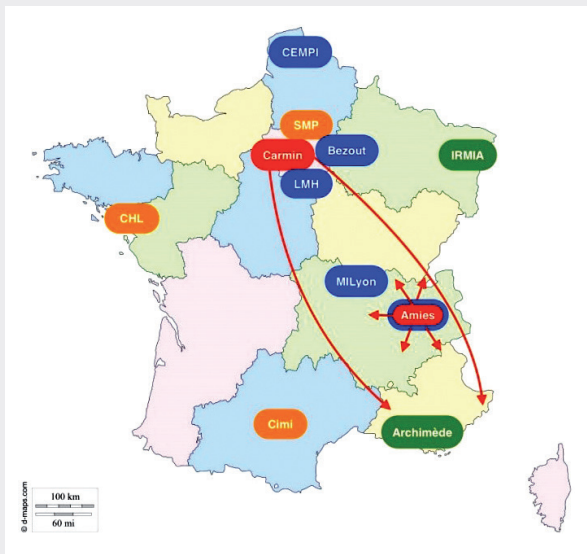 CEMPI
SMP
Carmin
Bezout
IRMIA
LMH
CHL
MILyon
Amies
Cimi
Archimède
100 km
60 mi
© d-maps.com